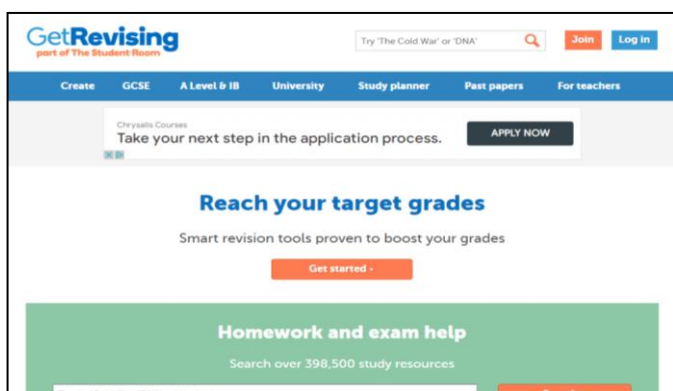 GetRevising
part of The Student Room
Try 'The Cold War' or 'DNA'
Join
Log in
Create GCSE A Level & IB University Study planner Past papers For teachers
Chrysalis Courses
Take your next step in the application process.
APPLY NOW
Reach your target grades
Smart revision tools proven to boost your grades
Get started
Homework and exam help
Search over 398,500 study resources